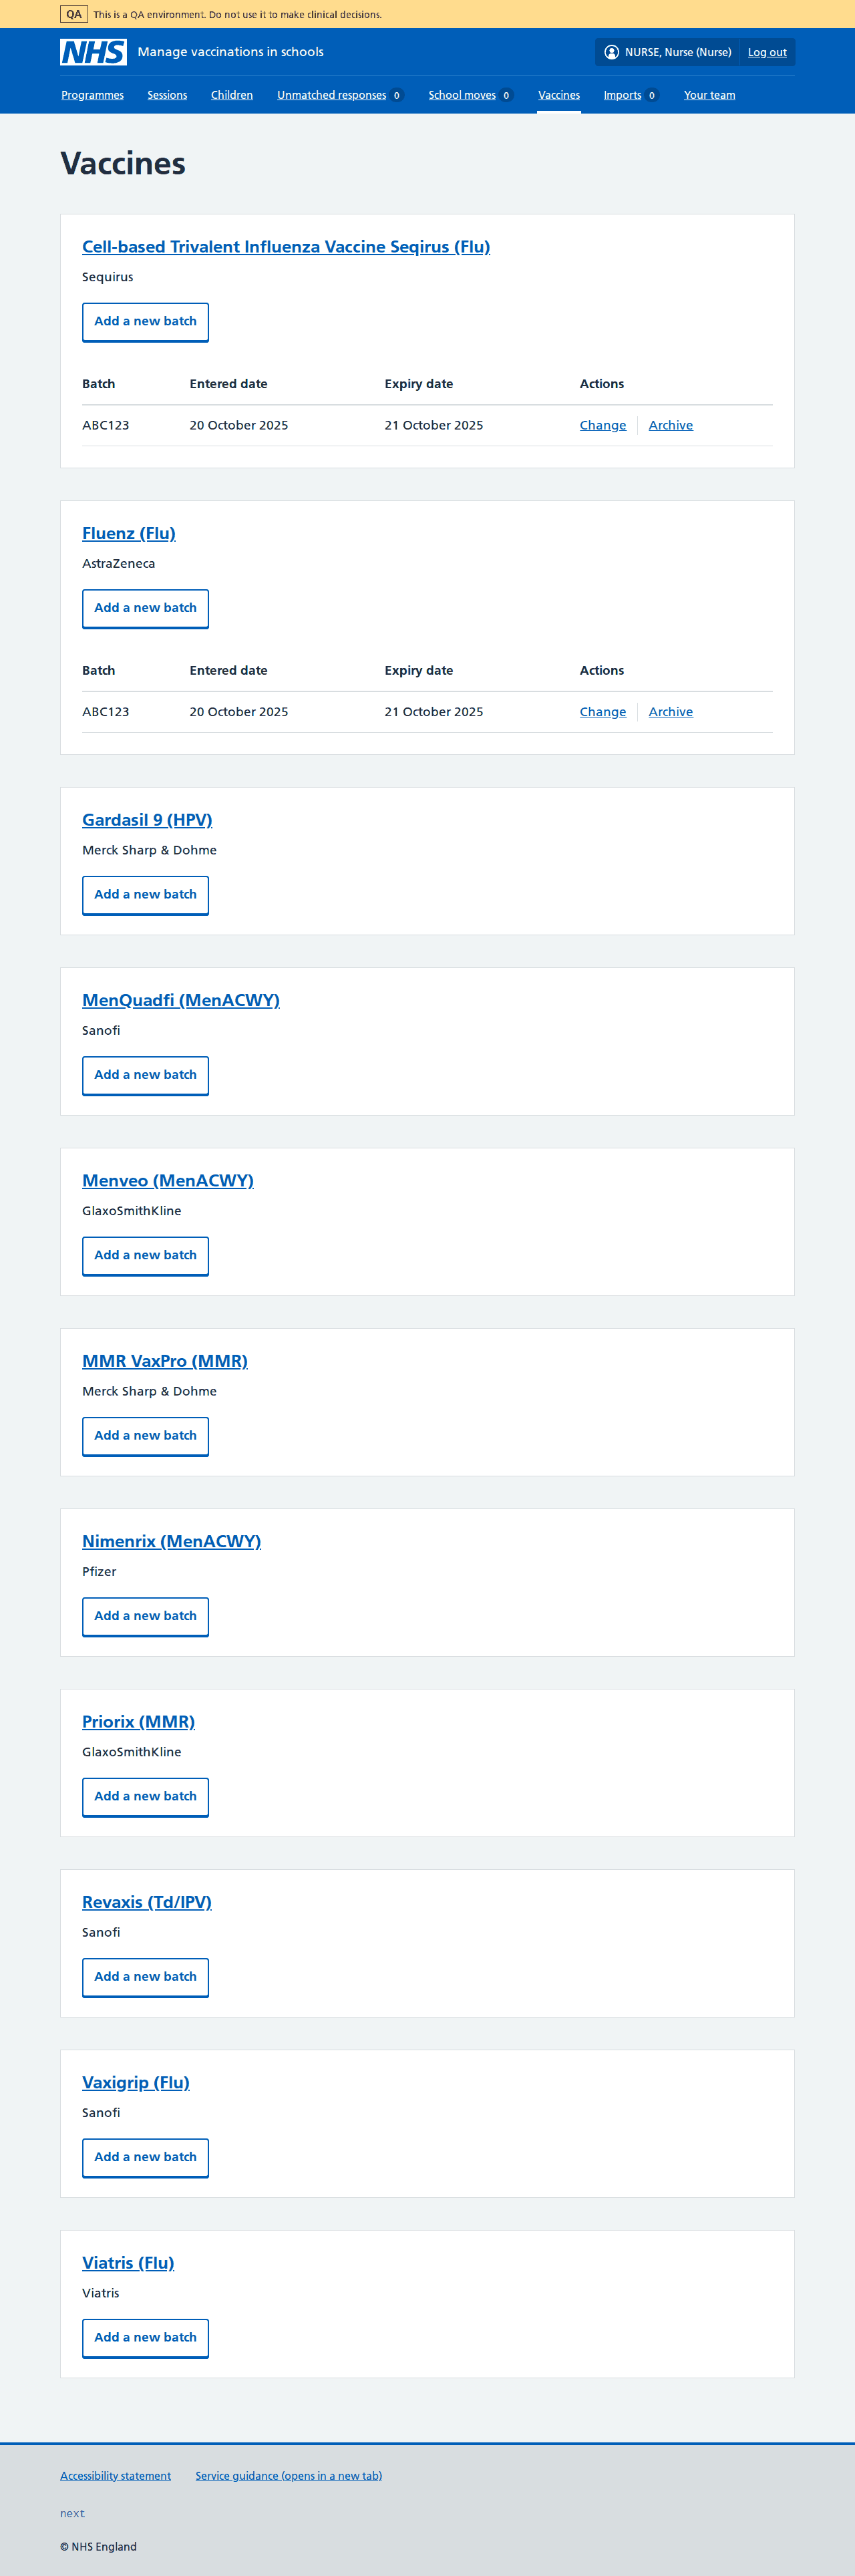 QA This is a QA environment. Do not use it to make clinical decisions.
NHS Manage vaccinations in schools NURSE, Nurse (Nurse) Log out
Programmes Sessions Children Unmatched responses 0 School moves 0 Vaccines Imports 0 Your team
Vaccines
Cell-based Trivalent Influenza Vaccine Seqirus (Flu)
Sequirus
Add a new batch
Batch Entered date Expiry date Actions
ABC123 20 October 2025 21 October 2025 Change Archive
Fluenz (Flu)
AstraZeneca
Add a new batch
Batch Entered date Expiry date Actions
ABC123 20 October 2025 21 October 2025 Change Archive
Gardasil 9 (HPV)
Merck Sharp & Dohme
Add a new batch
MenQuadfi (MenACWY)
Sanofi
Add a new batch
Menveo (MenACWY)
GlaxoSmithKline
Add a new batch
MMR VaxPro (MMR)
Merck Sharp & Dohme
Add a new batch
Nimenrix (MenACWY)
Pfizer
Add a new batch
Priorix (MMR)
GlaxoSmithKline
Add a new batch
Revaxis (Td/IPV)
Sanofi
Add a new batch
Vaxigrip (Flu)
Sanofi
Add a new batch
Viatris (Flu)
Viatris
Add a new batch
Accessibility statement Service guidance (opens in a new tab)
next
© NHS England